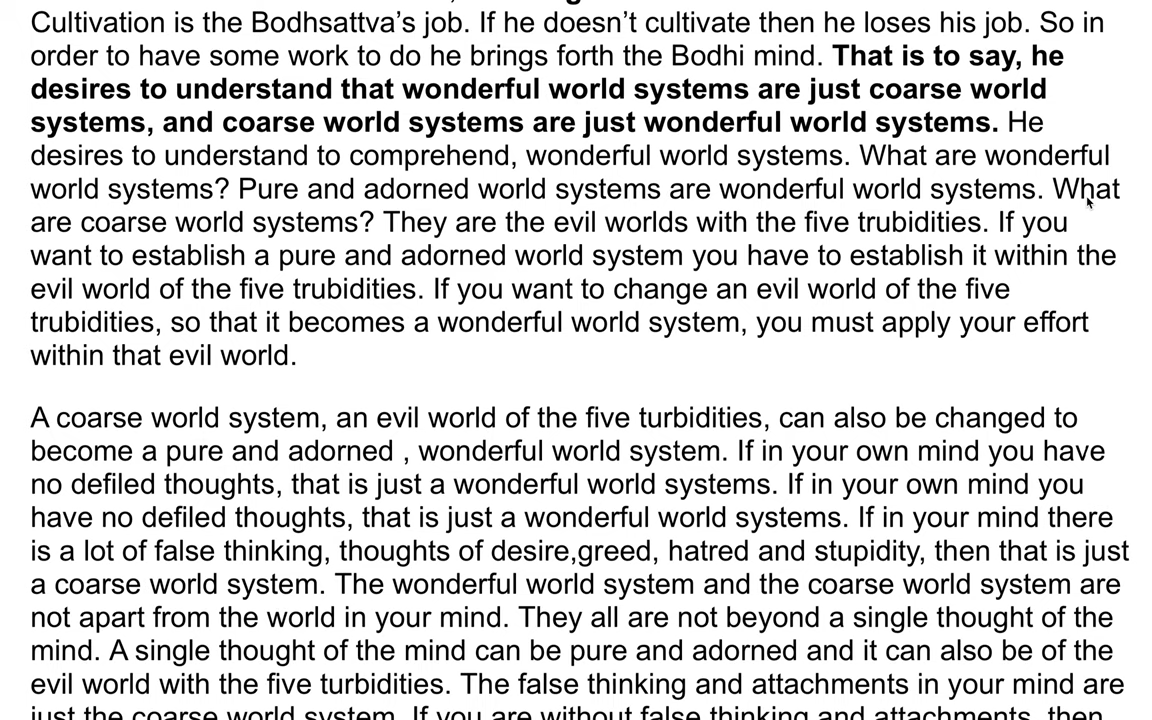 Cultivation is the Bodhsattva’s job. If he doesn’t cultivate then he loses his job. So in
order to have some work to do he brings forth the Bodhi mind. That is to say, he
desires to understand that wonderful world systems are just coarse world
systems, and coarse world systems are just wonderful world systems. He
desires to understand to comprehend, wonderful world systems. What are wonderful
world systems? Pure and adorned world systems are wonderful world systems. What
are coarse world systems? They are the evil worlds with the five trubidities. If you
want to establish a pure and adorned world system you have to establish it within the
evil world of the five trubidities. If you want to change an evil world of the five
trubidities, so that it becomes a wonderful world system, you must apply your effort
within that evil world.
A coarse world system, an evil world of the five turbidities, can also be changed to
become a pure and adorned , wonderful world system. If in your own mind you have
no defiled thoughts, that is just a wonderful world systems. If in your own mind you
have no defiled thoughts, that is just a wonderful world systems. If in your mind there
is a lot of false thinking, thoughts of desire,greed, hatred and stupidity, then that is just
a coarse world system. The wonderful world system and the coarse world system are
not apart from the world in your mind. They all are not beyond a single thought of the
mind. A single thought of the mind can be pure and adorned and it can also be of the
evil world with the five turbidities. The false thinking and attachments in your mind are
just the coarse world system. If you are without false thinking and attachments, then